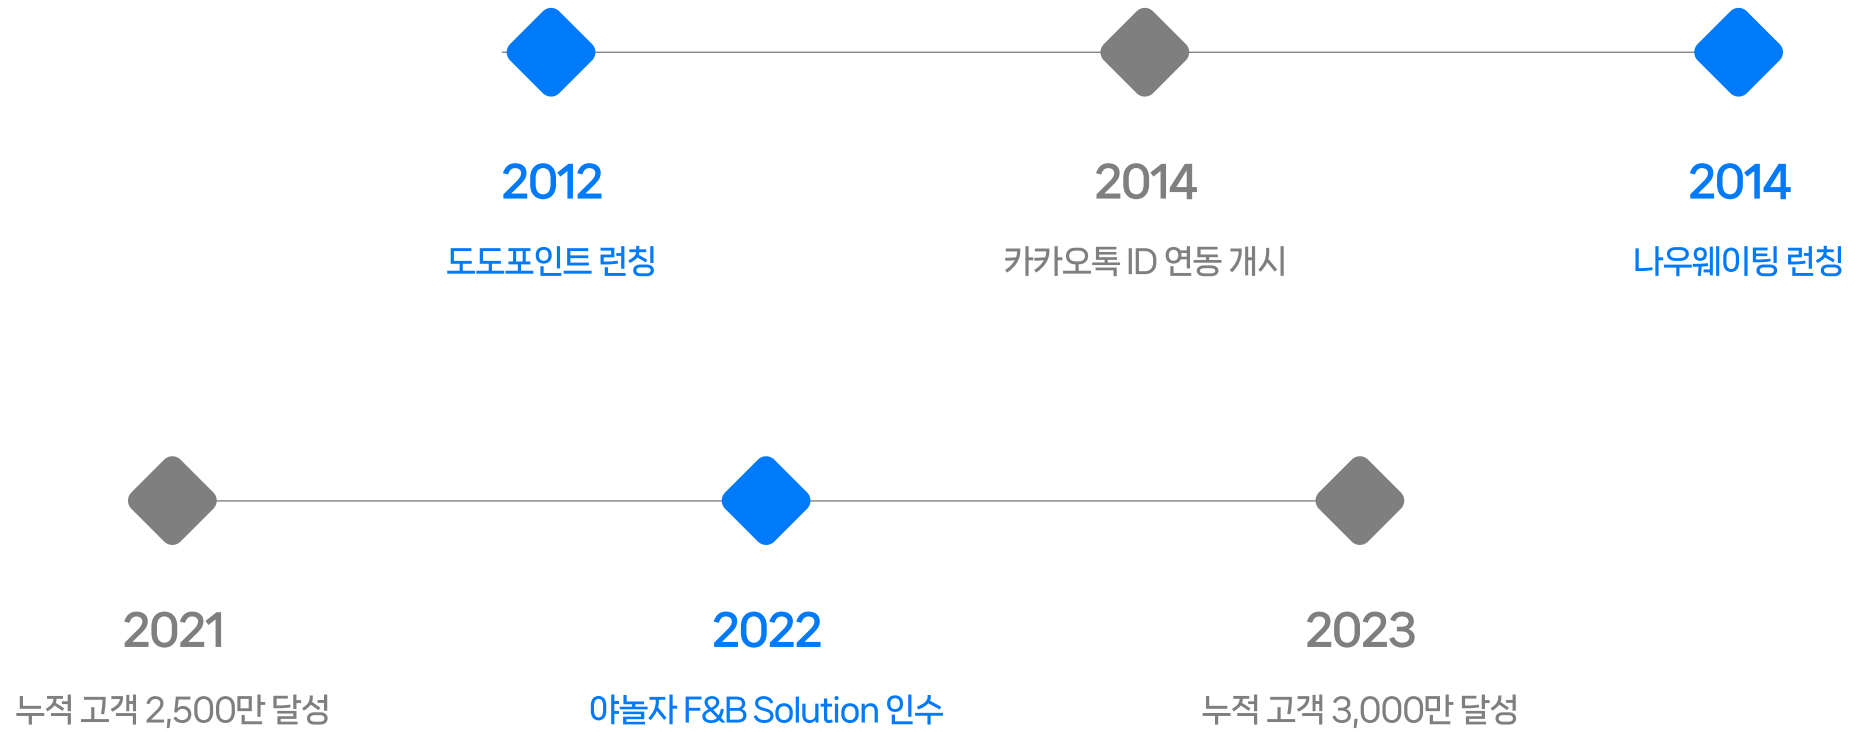 2012
도도포인트 런칭
2014
카카오톡 ID 연동 개시
2014
나우웨이팅 런칭
2021
누적 고객 2,500만 달성
2022
야놀자 F&B Solution 인수
2023
누적 고객 3,000만 달성